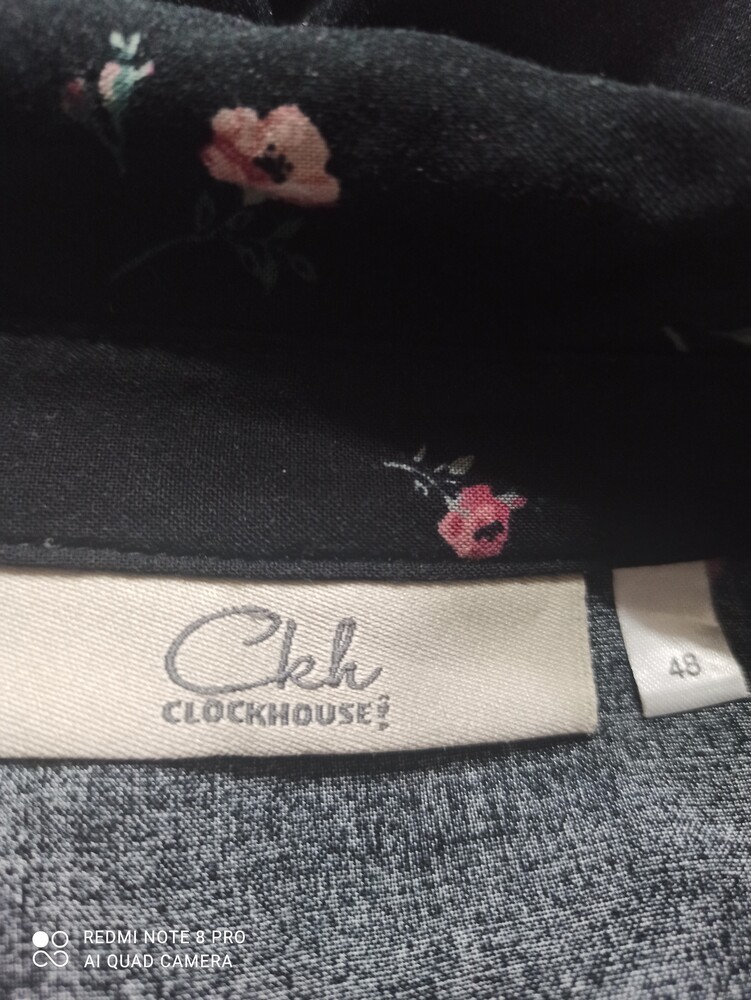 Ckh
CLOCKHOUSE
48
REDMI NOTE 8 PRO
AI QUAD CAMERA